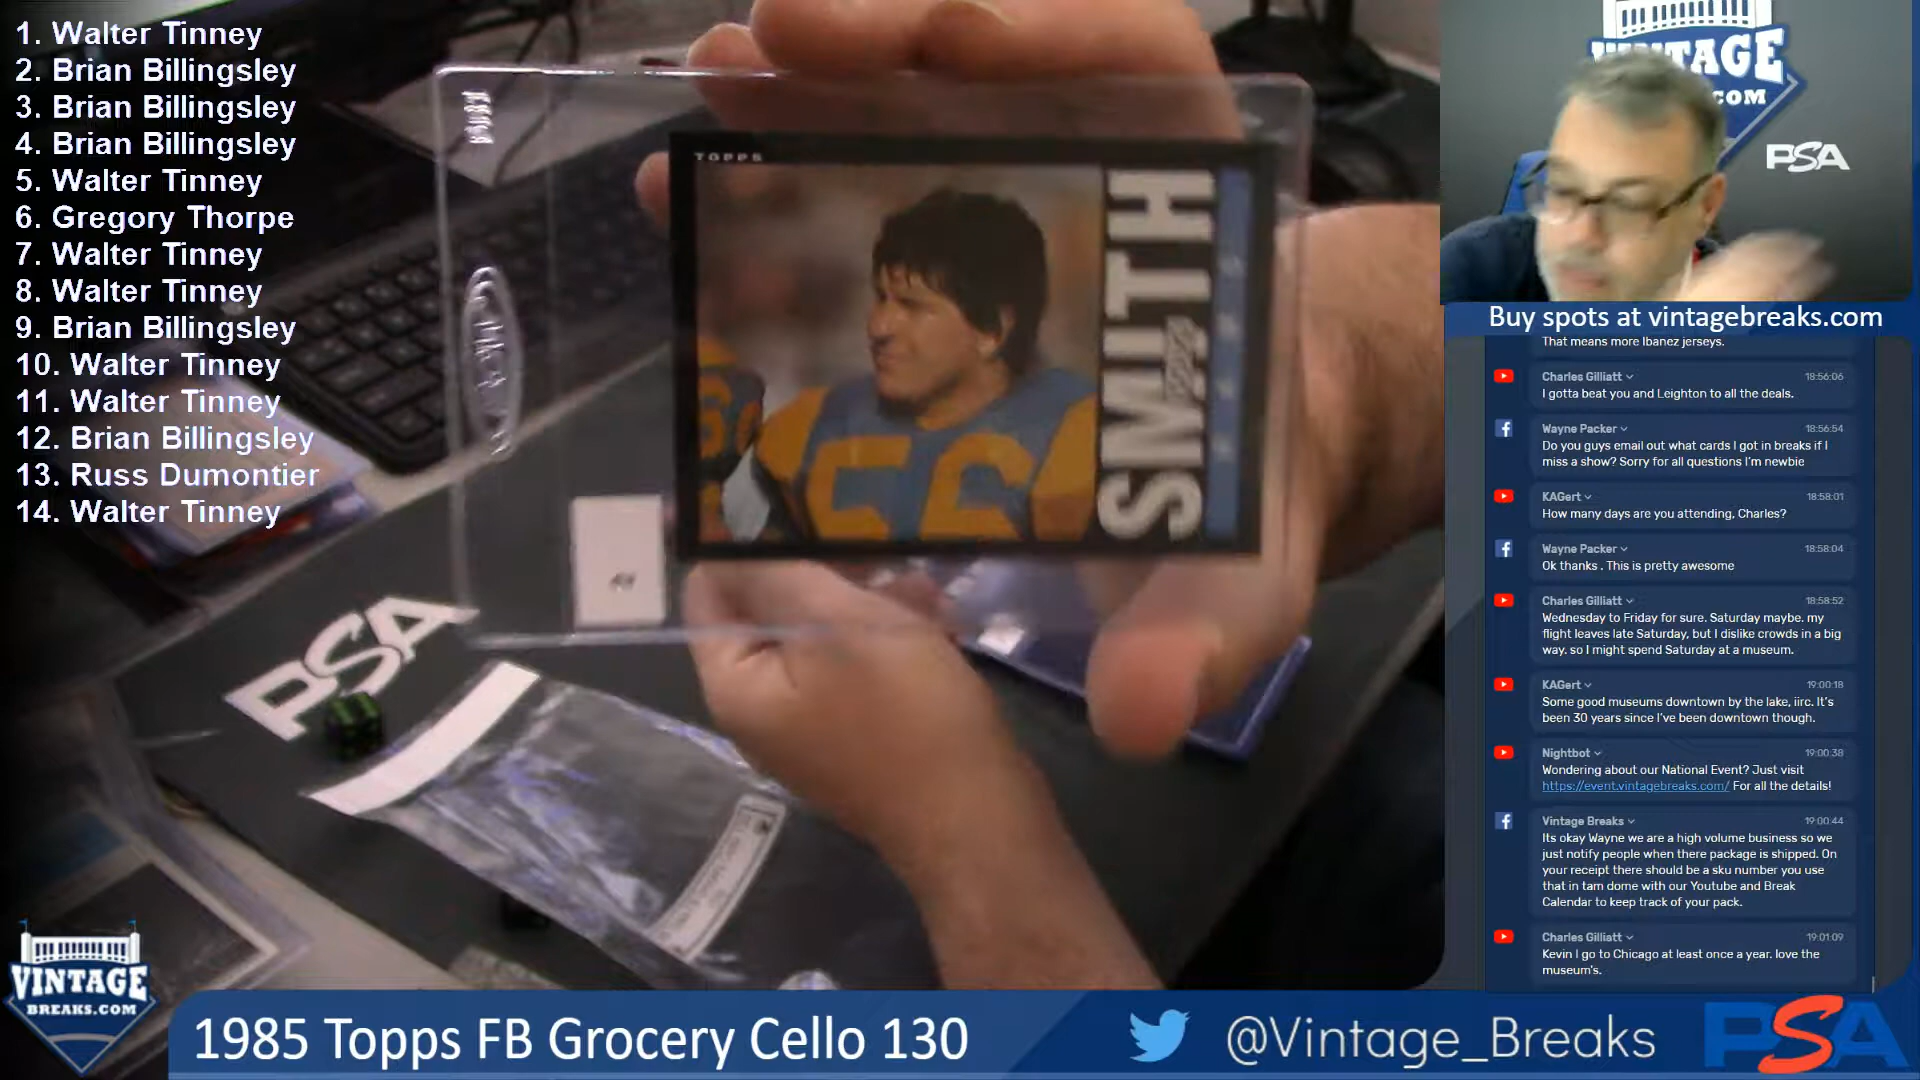 1. Walter Tinney
2. Brian Billingsley
3. Brian Billingsley
4. Brian Billingsley
5. Walter Tinney
6. Gregory Thorpe
7. Walter Tinney
8. Walter Tinney
9. Brian Billingsley
10. Walter Tinney
11. Walter Tinney
12. Brian Billingsley
13. Russ Dumontier
14. Walter Tinney
TOPPS
SMITH
56
PSA
VINTAGE
.COM
PSA
Buy spots at vintagebreaks.com
That means more Ibanez jerseys.
Charles Gilliatt 18:56:06
I gotta beat you and Leighton to all the deals.
Wayne Packer 18:56:54
Do you guys email out what cards I got in breaks if I
miss a show? Sorry for all questions I'm newbie
KAGert 18:58:01
How many days are you attending, Charles?
Wayne Packer 18:58:04
Ok thanks . This is pretty awesome
Charles Gilliatt 18:58:52
Wednesday to Friday for sure. Saturday maybe. my
flight leaves late Saturday, but I dislike crowds in a big
way. so I might spend Saturday at a museum.
KAGert 19:00:18
Some good museums downtown by the lake, iirc. It's
been 30 years since I've been downtown though.
Nightbot 19:00:38
Wondering about our National Event? Just visit
https://event.vintagebreaks.com/ For all the details!
Vintage Breaks 19:00:44
Its okay Wayne we are a high volume business so we
just notify people when there package is shipped. On
your receipt there should be a sku number you use
that in tam dome with our Youtube and Break
Calendar to keep track of your pack.
Charles Gilliatt 19:01:09
Kevin I go to Chicago at least once a year. love the
museum's.
VINTAGE
BREAKS.COM
1985 Topps FB Grocery Cello 130
@Vintage_Breaks
PSA